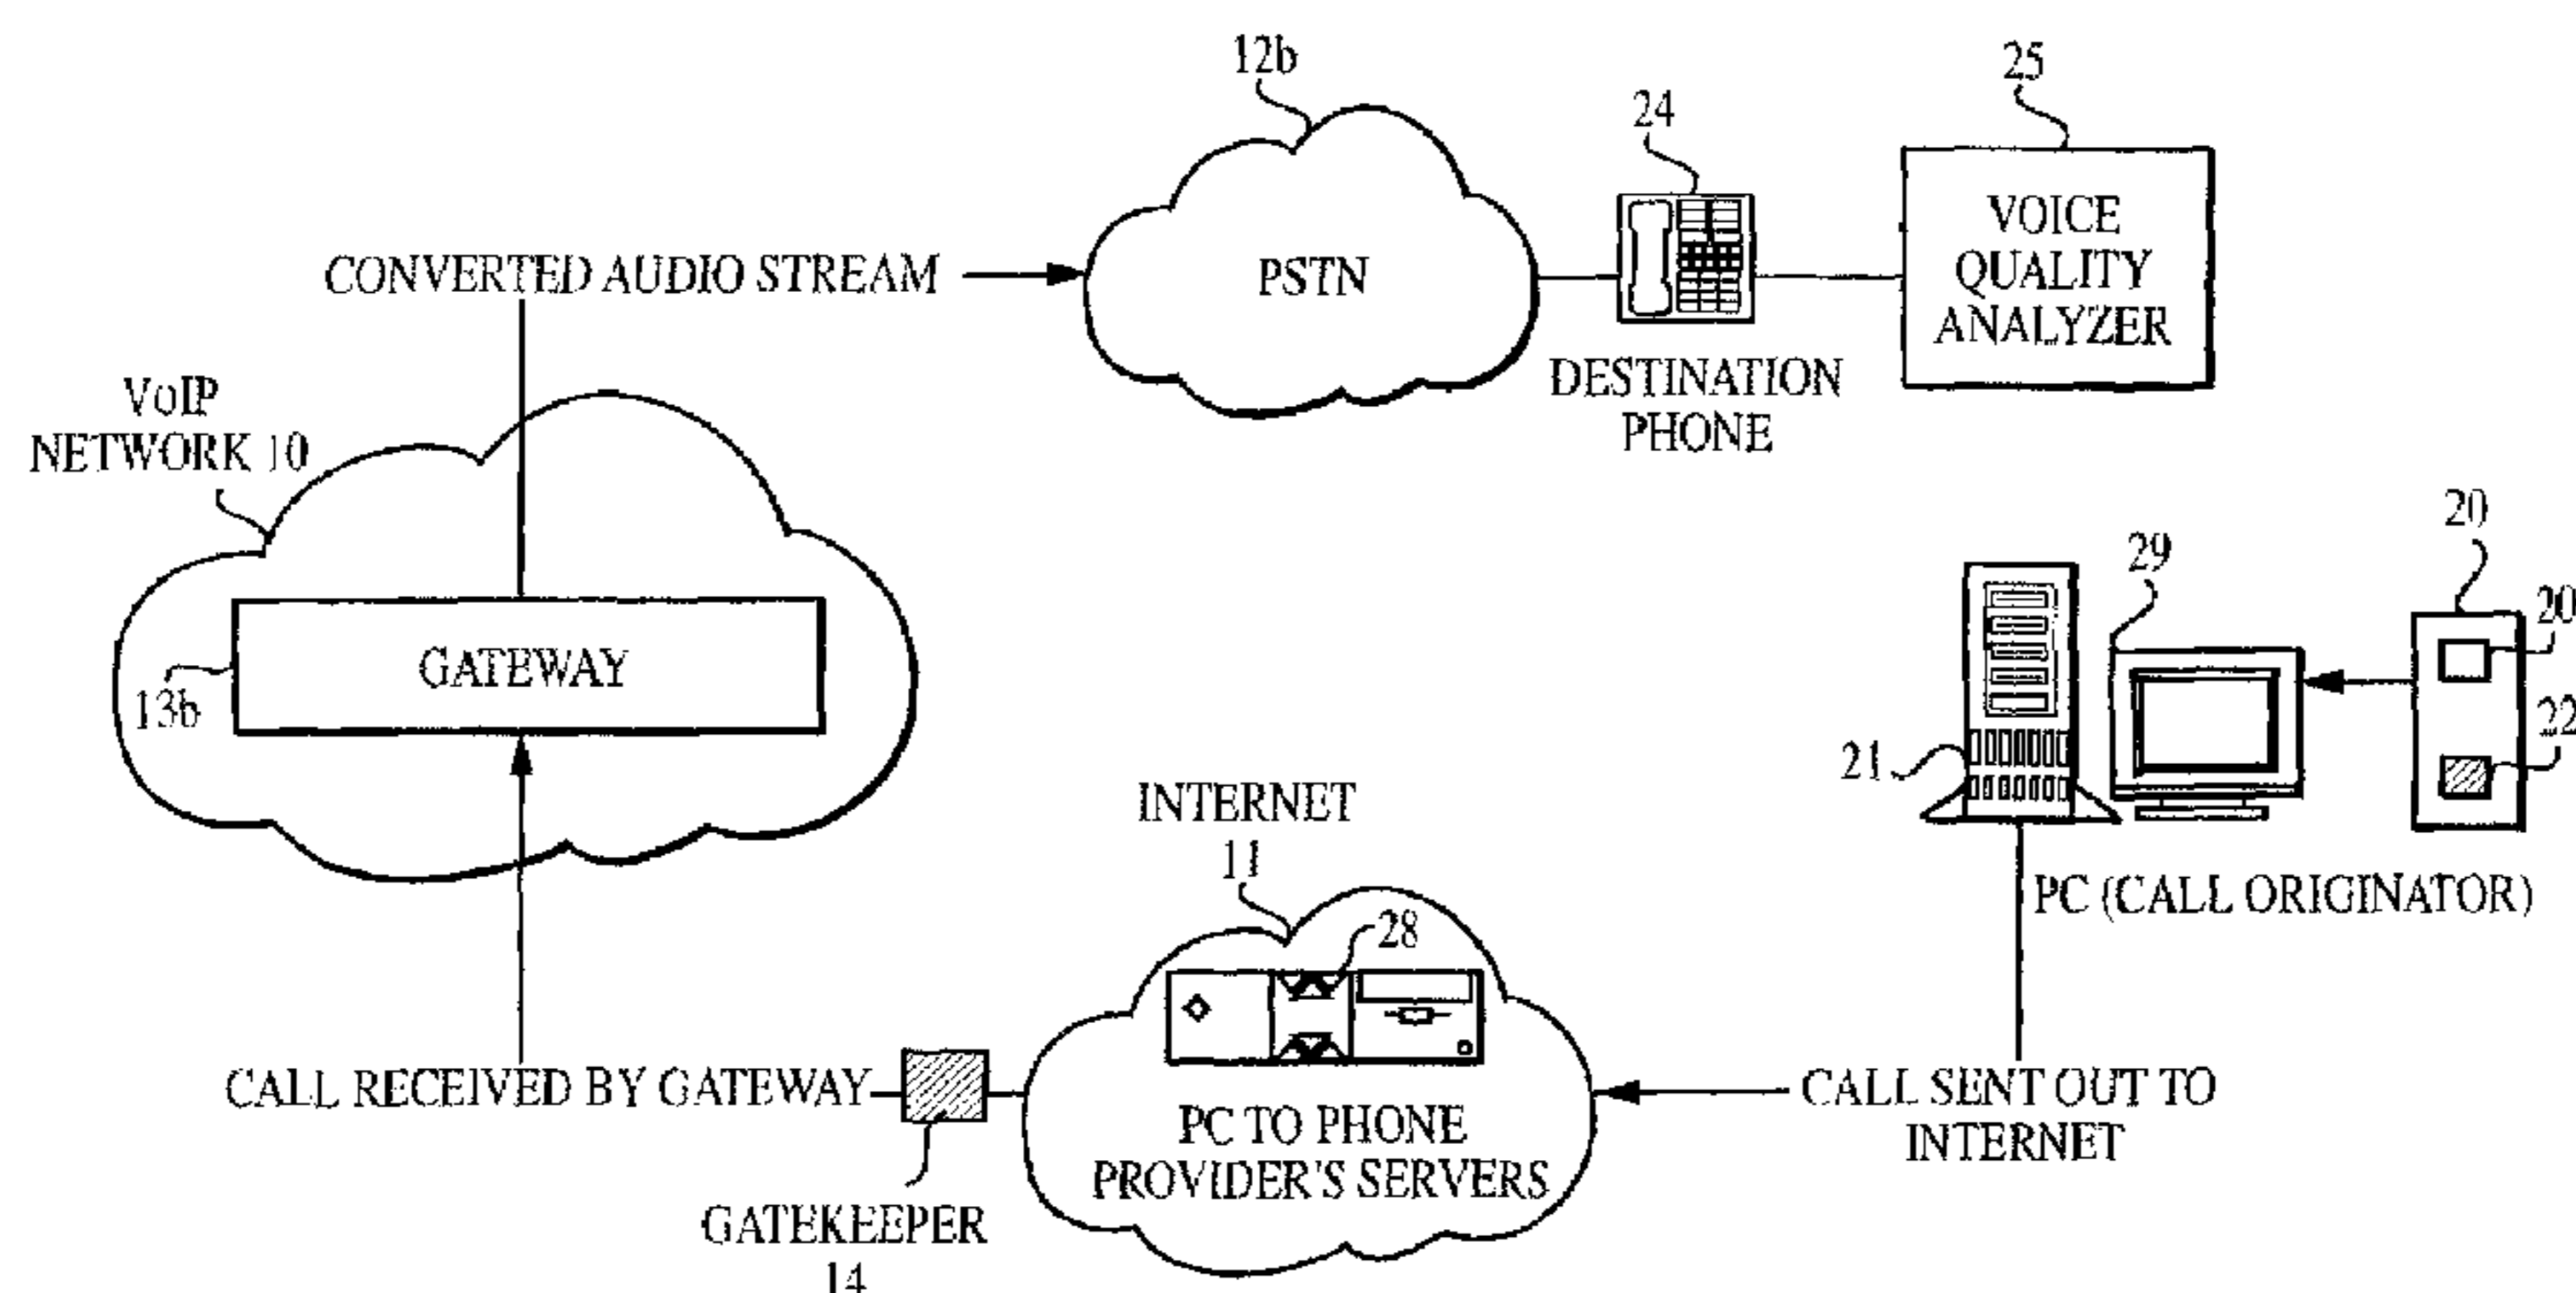 12b
25
24
VOICE
QUALITY
ANALYZER
CONVERTED AUDIO STREAM
PSTN
DESTINATION
PHONE
VoIP
NETWORK 10
20
29
20
GATEWAY
13b
22
21
INTERNET
11
PC (CALL ORIGINATOR)
28
CALL RECEIVED BY GATEWAY
CALL SENT OUT TO
INTERNET
PC TO PHONE
PROVIDER'S SERVERS
GATEKEEPER
14